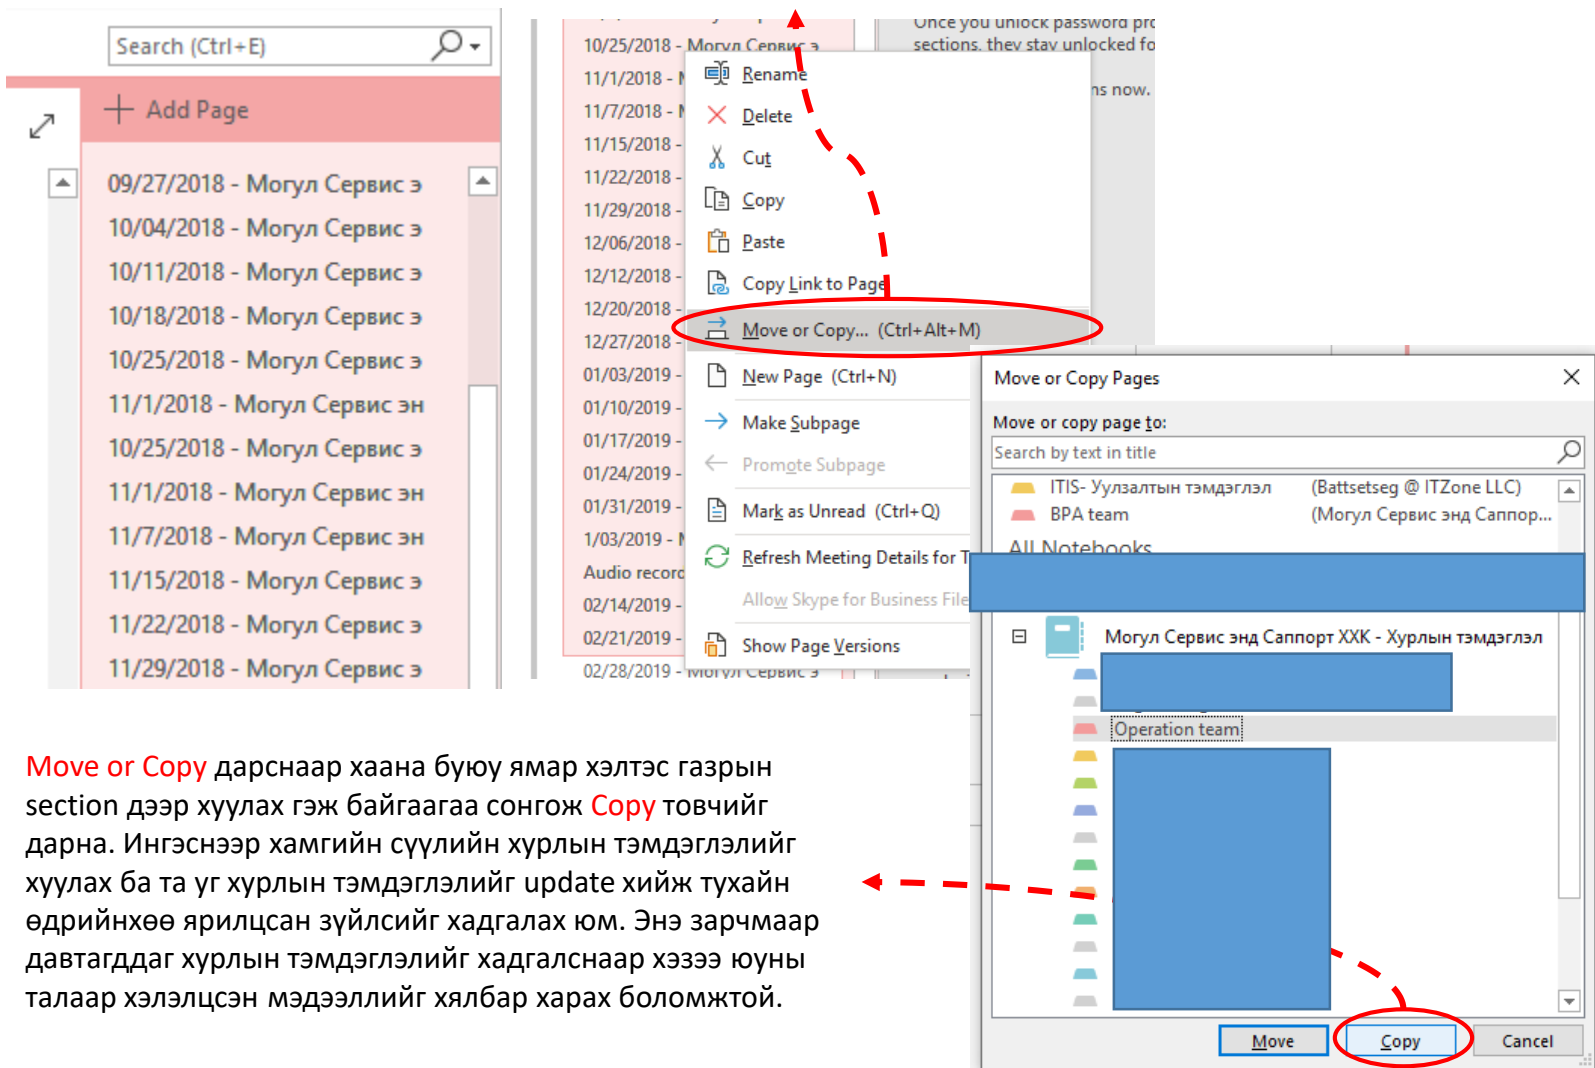 Search (Ctrl+E)
Add Page
09/27/2018 - Могул Сервис э
10/04/2018 - Могул Сервис э
10/11/2018 - Могул Сервис э
10/18/2018 - Могул Сервис э
10/25/2018 - Могул Сервис э
11/1/2018 - Могул Сервис эн
10/25/2018 - Могул Сервис э
11/1/2018 - Могул Сервис эн
11/7/2018 - Могул Сервис эн
11/15/2018 - Могул Сервис э
11/22/2018 - Могул Сервис э
11/29/2018 - Могул Сервис э
10/25/2018 - Могул Сервис э
11/1/2018 -
11/7/2018 -
11/15/2018 -
11/22/2018 -
11/29/2018 -
12/06/2018 -
12/12/2018 -
12/20/2018 -
12/27/2018 -
01/03/2019 -
01/10/2019 -
01/17/2019 -
01/24/2019 -
01/31/2019 -
1/03/2019 -
Audio record
02/14/2019 -
02/21/2019 -
02/28/2019 - Могул Сервис э
Once you unlock password pro
sections, they stay unlocked fo
ns now.
Rename
Delete
Cut
Copy
Paste
Copy Link to Page
Move or Copy... (Ctrl+Alt+M)
New Page (Ctrl+N)
Make Subpage
Promote Subpage
Mark as Unread (Ctrl+Q)
Refresh Meeting Details for T
Allow Skype for Business File
Show Page Versions
Move or Copy Pages
Move or copy page to:
Search by text in title
ITIS- Уулзалтын тэмдэглэл (Battsetseg @ ITZone LLC)
BPA team (Могул Сервис энд Саппор...
All Notebooks
Могул Сервис энд Саппорт ХХК - Хурлын тэмдэглэл
Operation team
Move Copy Cancel
Move or Copy дарснаар хаана буюу ямар хэлтэс газрын
section дээр хуулах гэж байгаагаа сонгож Copy товчийг
дарна. Ингэснээр хамгийн сүүлийн хурлын тэмдэглэлийг
хуулах ба та уг хурлын тэмдэглэлийг update хийж тухайн
өдрийнхөө ярилцсан зүйлсийг хадгалах юм. Энэ зарчмаар
давтагддаг хурлын тэмдэглэлийг хадгалснаар хэзээ юуны
талаар хэлэлцсэн мэдээллийг хялбар харах боломжтой.